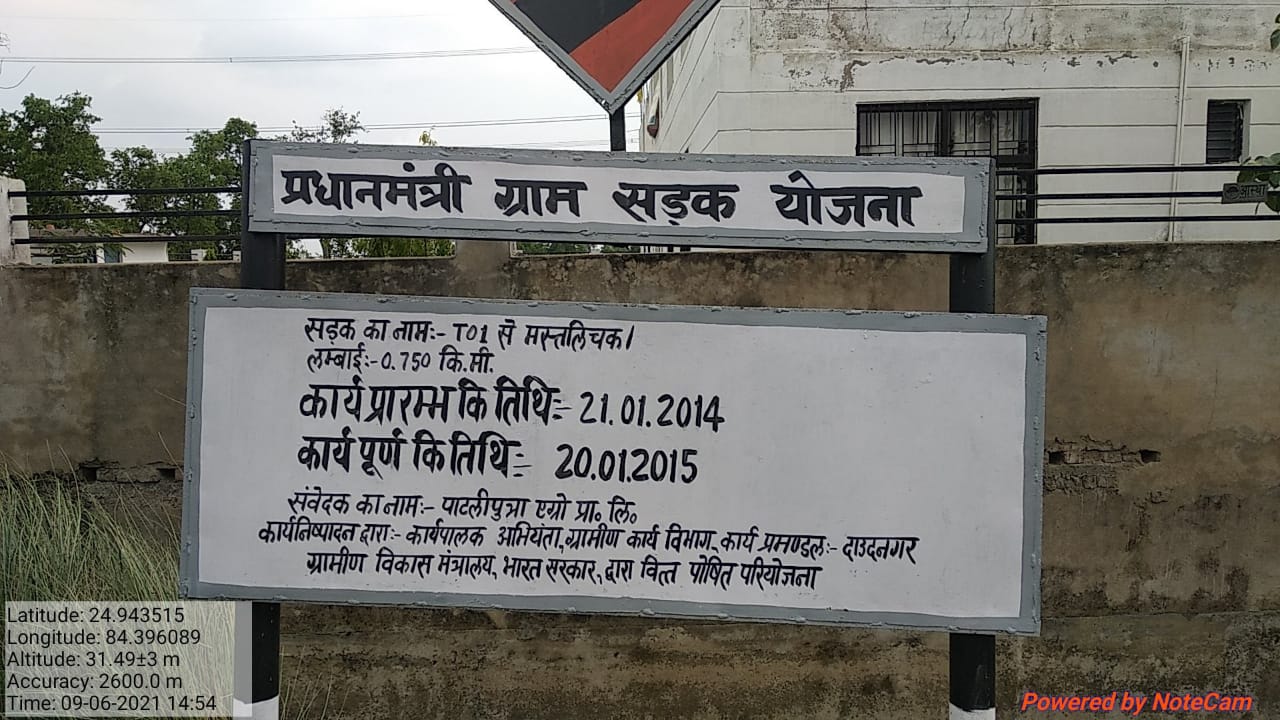 प्रधानमंत्री ग्राम सड़क योजना
सड़क का नामः- T01 से मस्तलिचक।
लम्बाईः-0.750 कि.मी.
कार्य प्रारम्भ कि तिथिः- 21.01.2014
कार्य पूर्ण कि तिथिः- 20.01.2015
संवेदक का नामः- पाटलीपुत्रा एग्रो प्रा॰ लि॰
कार्यनिष्पादन द्वाराः- कार्यपालक अभियंता, ग्रामीण कार्य विभाग, कार्य प्रमण्डलः- दाउदनगर
ग्रामीण विकास मंत्रालय, भारत सरकार, द्वारा वित्त पोषित परियोजना
आस्था
Latitude: 24.943515
Longitude: 84.396089
Altitude: 31.49±3 m
Accuracy: 2600.0 m
Time: 09-06-2021 14:54
Powered by NoteCam